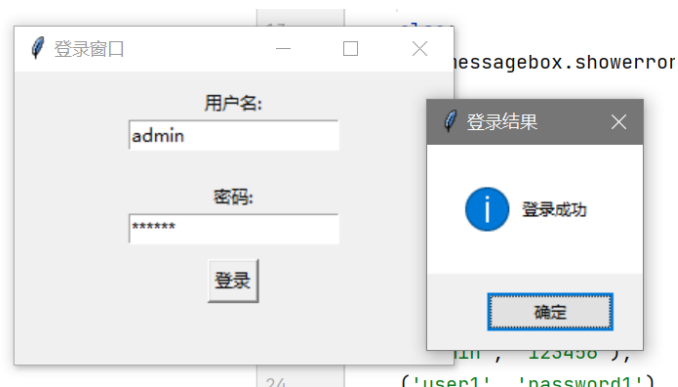 登录窗口
用户名:
admin
密码:
******
登录
messagebox.showerror
登录结果
登录成功
确定
24
('user1', 'password1')